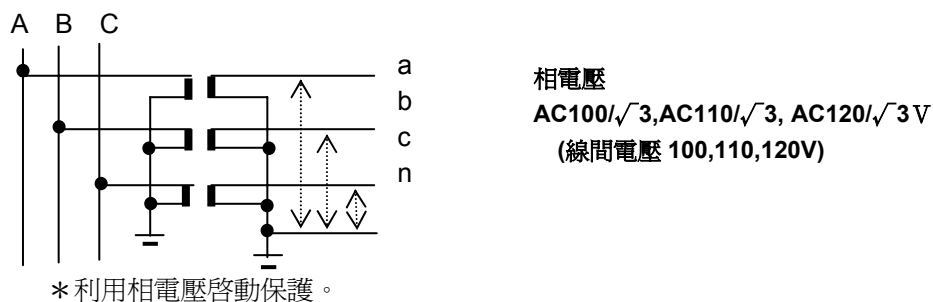 A B C
a
b
c
n
相電壓
AC100/√3,AC110/√3, AC120/√3V
(線間電壓 100,110,120V)
＊利用相電壓啓動保護。